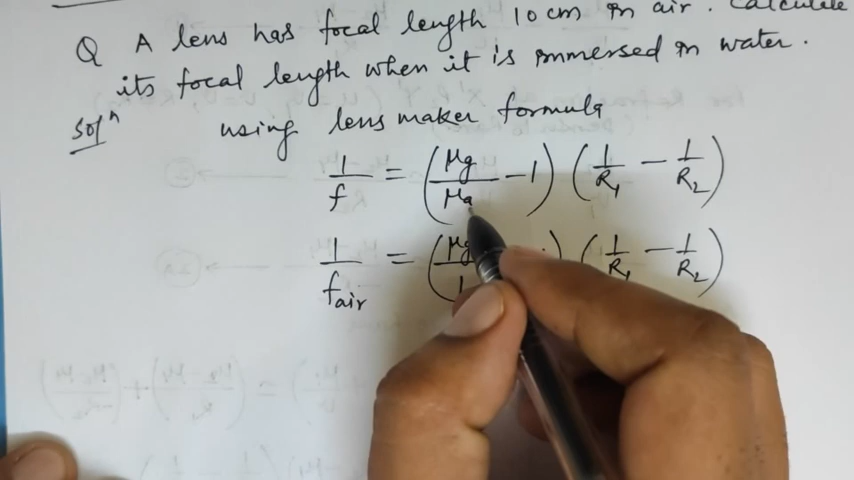 Q A lens has focal length 10 cm in air. Calculate
its focal length when it is immersed in water.
Solⁿ using lens maker formula
1/f = (μg/μa - 1) (1/R₁ - 1/R₂)
1/fair = (μg/1 ) (1/R₁ - 1/R₂)